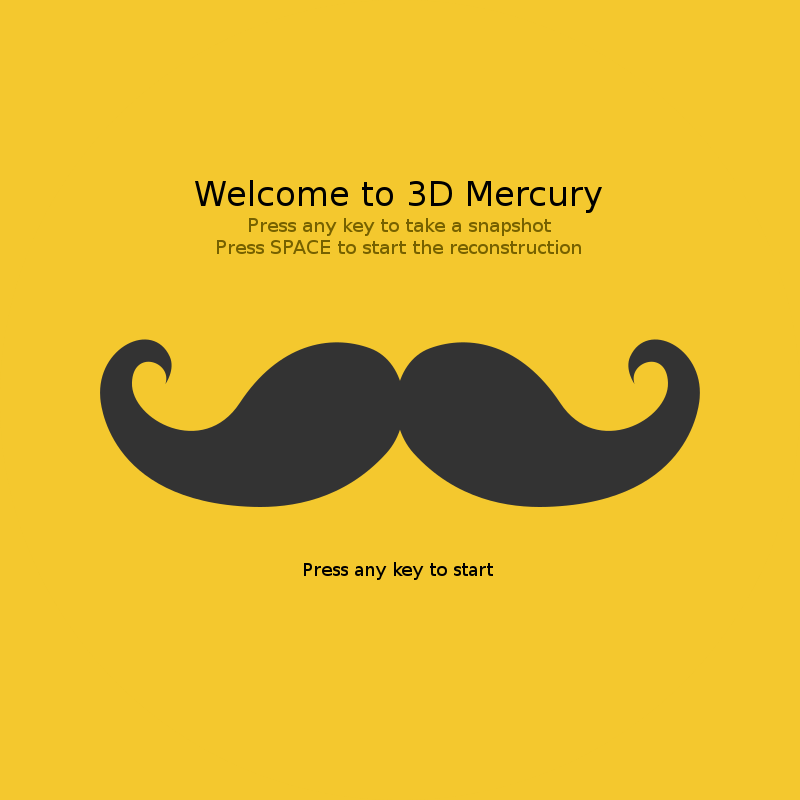 Welcome to 3D Mercury
Press any key to take a snapshot
Press SPACE to start the reconstruction
Press any key to start